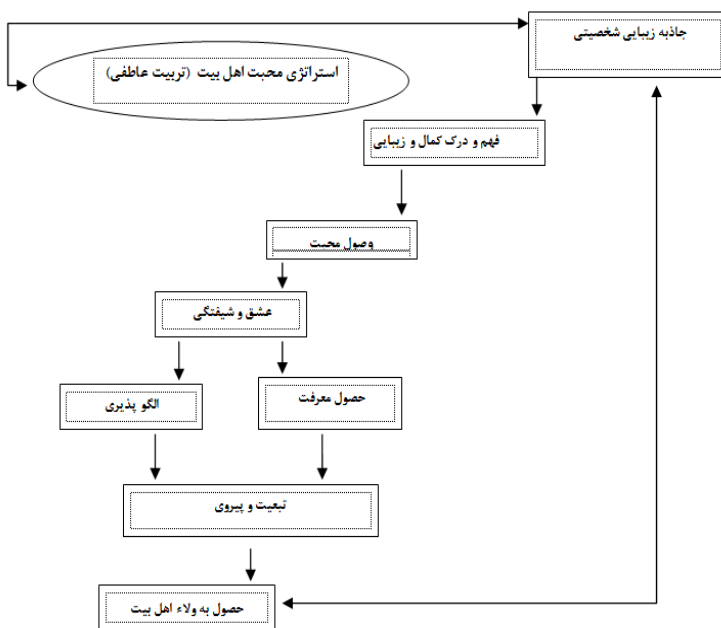 جاذبه زیبایی شخصیتی
استراتژی محبت اهل بیت (تربیت عاطفی)
فهم و درک کمال و زیبایی
وصول محبت
عشق و شیفتگی
حصول معرفت
الگو پذیری
تبعیت و پیروی
حصول به ولاء اهل بیت